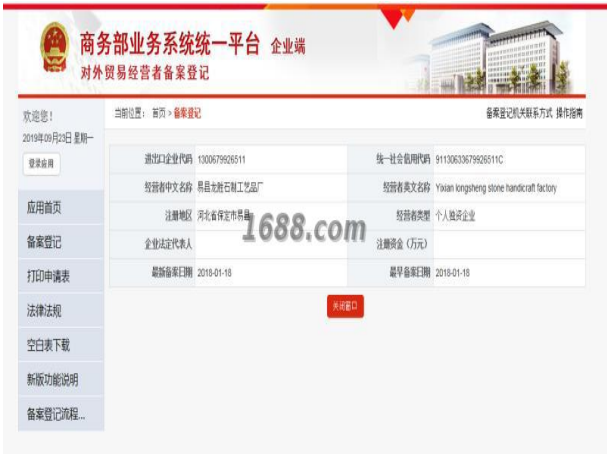 商务部业务系统统一平台 企业端
对外贸易经营者备案登记
欢迎您!
2019年09月23日 星期一
登录应用
当前位置: 首页 > 备案登记
备案登记机关联系方式 操作指南
应用首页
备案登记
打印申请表
法律法规
空白表下载
新版功能说明
备案登记流程...
进出口企业代码 1300679926511 统一社会信用代码 91130633679926511C
经营者中文名称 易县龙胜石制工艺品厂 经营者英文名称 Yixian longsheng stone handicraft factory
注册地区 河北省保定市易县 经营者类型 个人独资企业
企业法定代表人 注册资金(万元)
最新备案日期 2018-01-18 最早备案日期 2018-01-18
关闭窗口
1688.com